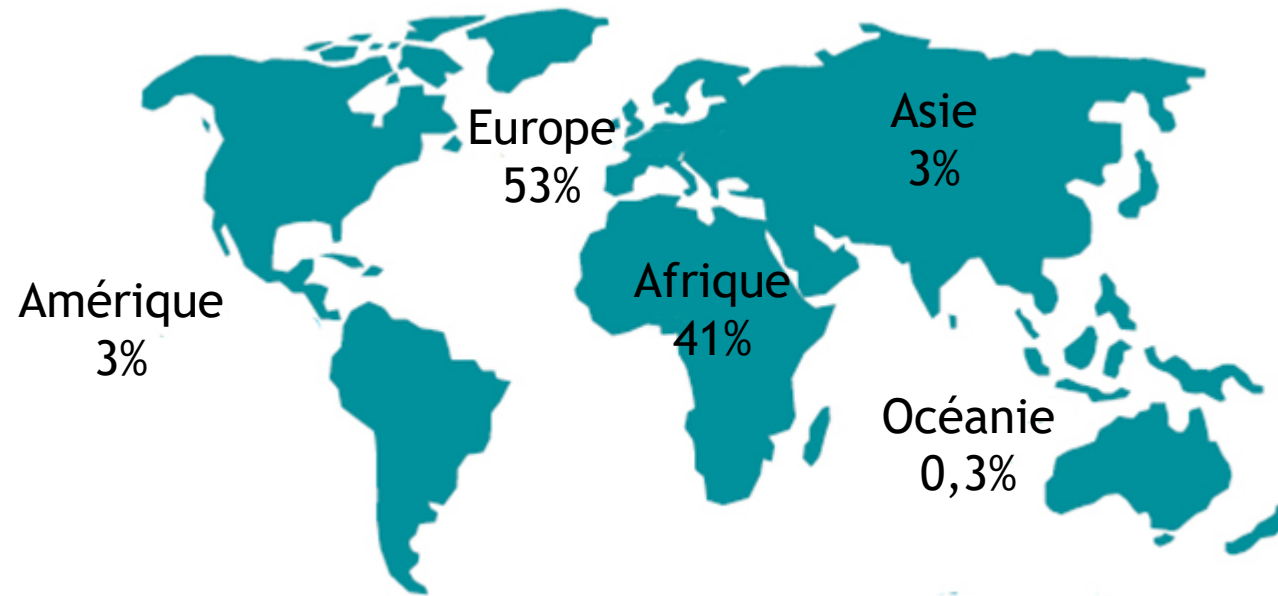 Europe
53%
Asie
3%
Amérique
3%
Afrique
41%
Océanie
0,3%